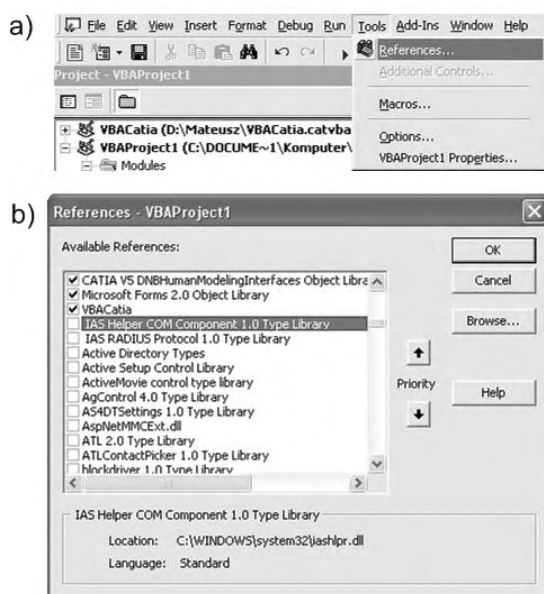 a)
File Edit View Insert Format Debug Run Tools Add-Ins Window Help
References...
Additional Controls...
Macros...
Options...
VBAProject1 Properties...
Project - VBAProject1
VBACatia (D:\Mateusz\VBACatia.catvba
VBAProject1 (C:\DOCUME~1\Komputer\
Modules
b)
References - VBAProject1
Available References:
CATIA V5 DNBHumanModelingInterfaces Object Libra
Microsoft Forms 2.0 Object Library
VBACatia
IAS Helper COM Component 1.0 Type Library
IAS RADIUS Protocol 1.0 Type Library
Active Directory Types
Active Setup Control Library
ActiveMovie control type library
AgControl 4.0 Type Library
AS4DTSettings 1.0 Type Library
AspNetMMCExt.dll
ATL 2.0 Type Library
ATLContactPicker 1.0 Type Library
blockdriver 1.0 Type Library
OK
Cancel
Browse...
Priority
Help
IAS Helper COM Component 1.0 Type Library
Location: C:\WINDOWS\system32\iashlpr.dll
Language: Standard